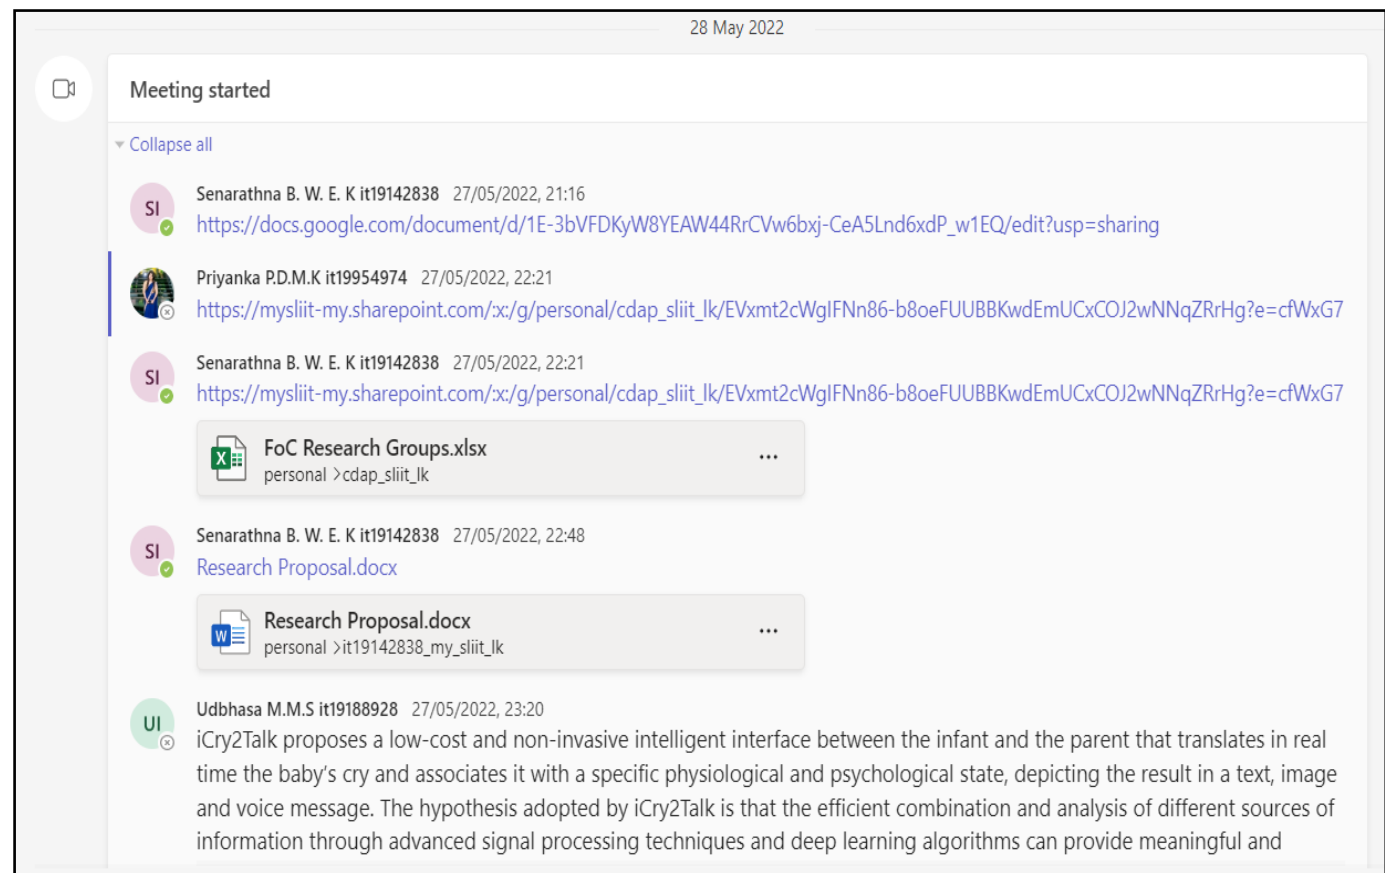 28 May 2022
Meeting started
Collapse all
SI
Senarathna B. W. E. K it19142838 27/05/2022, 21:16
https://docs.google.com/document/d/1E-3bVFDKyW8YEAW44RrCVw6bxj-CeA5Lnd6xdP_w1EQ/edit?usp=sharing
Priyanka P.D.M.K it19954974 27/05/2022, 22:21
https://mysliit-my.sharepoint.com/:x:/g/personal/cdap_sliit_lk/EVxmt2cWgIFNn86-b8oeFUUBBKwdEmUCxCOJ2wNNqZRrHg?e=cfWxG7
SI
Senarathna B. W. E. K it19142838 27/05/2022, 22:21
https://mysliit-my.sharepoint.com/:x:/g/personal/cdap_sliit_lk/EVxmt2cWgIFNn86-b8oeFUUBBKwdEmUCxCOJ2wNNqZRrHg?e=cfWxG7
FoC Research Groups.xlsx
personal >cdap_sliit_lk
SI
Senarathna B. W. E. K it19142838 27/05/2022, 22:48
Research Proposal.docx
Research Proposal.docx
personal >it19142838_my_sliit_lk
UI
Udbhasa M.M.S it19188928 27/05/2022, 23:20
iCry2Talk proposes a low-cost and non-invasive intelligent interface between the infant and the parent that translates in real
time the baby's cry and associates it with a specific physiological and psychological state, depicting the result in a text, image
and voice message. The hypothesis adopted by iCry2Talk is that the efficient combination and analysis of different sources of
information through advanced signal processing techniques and deep learning algorithms can provide meaningful and